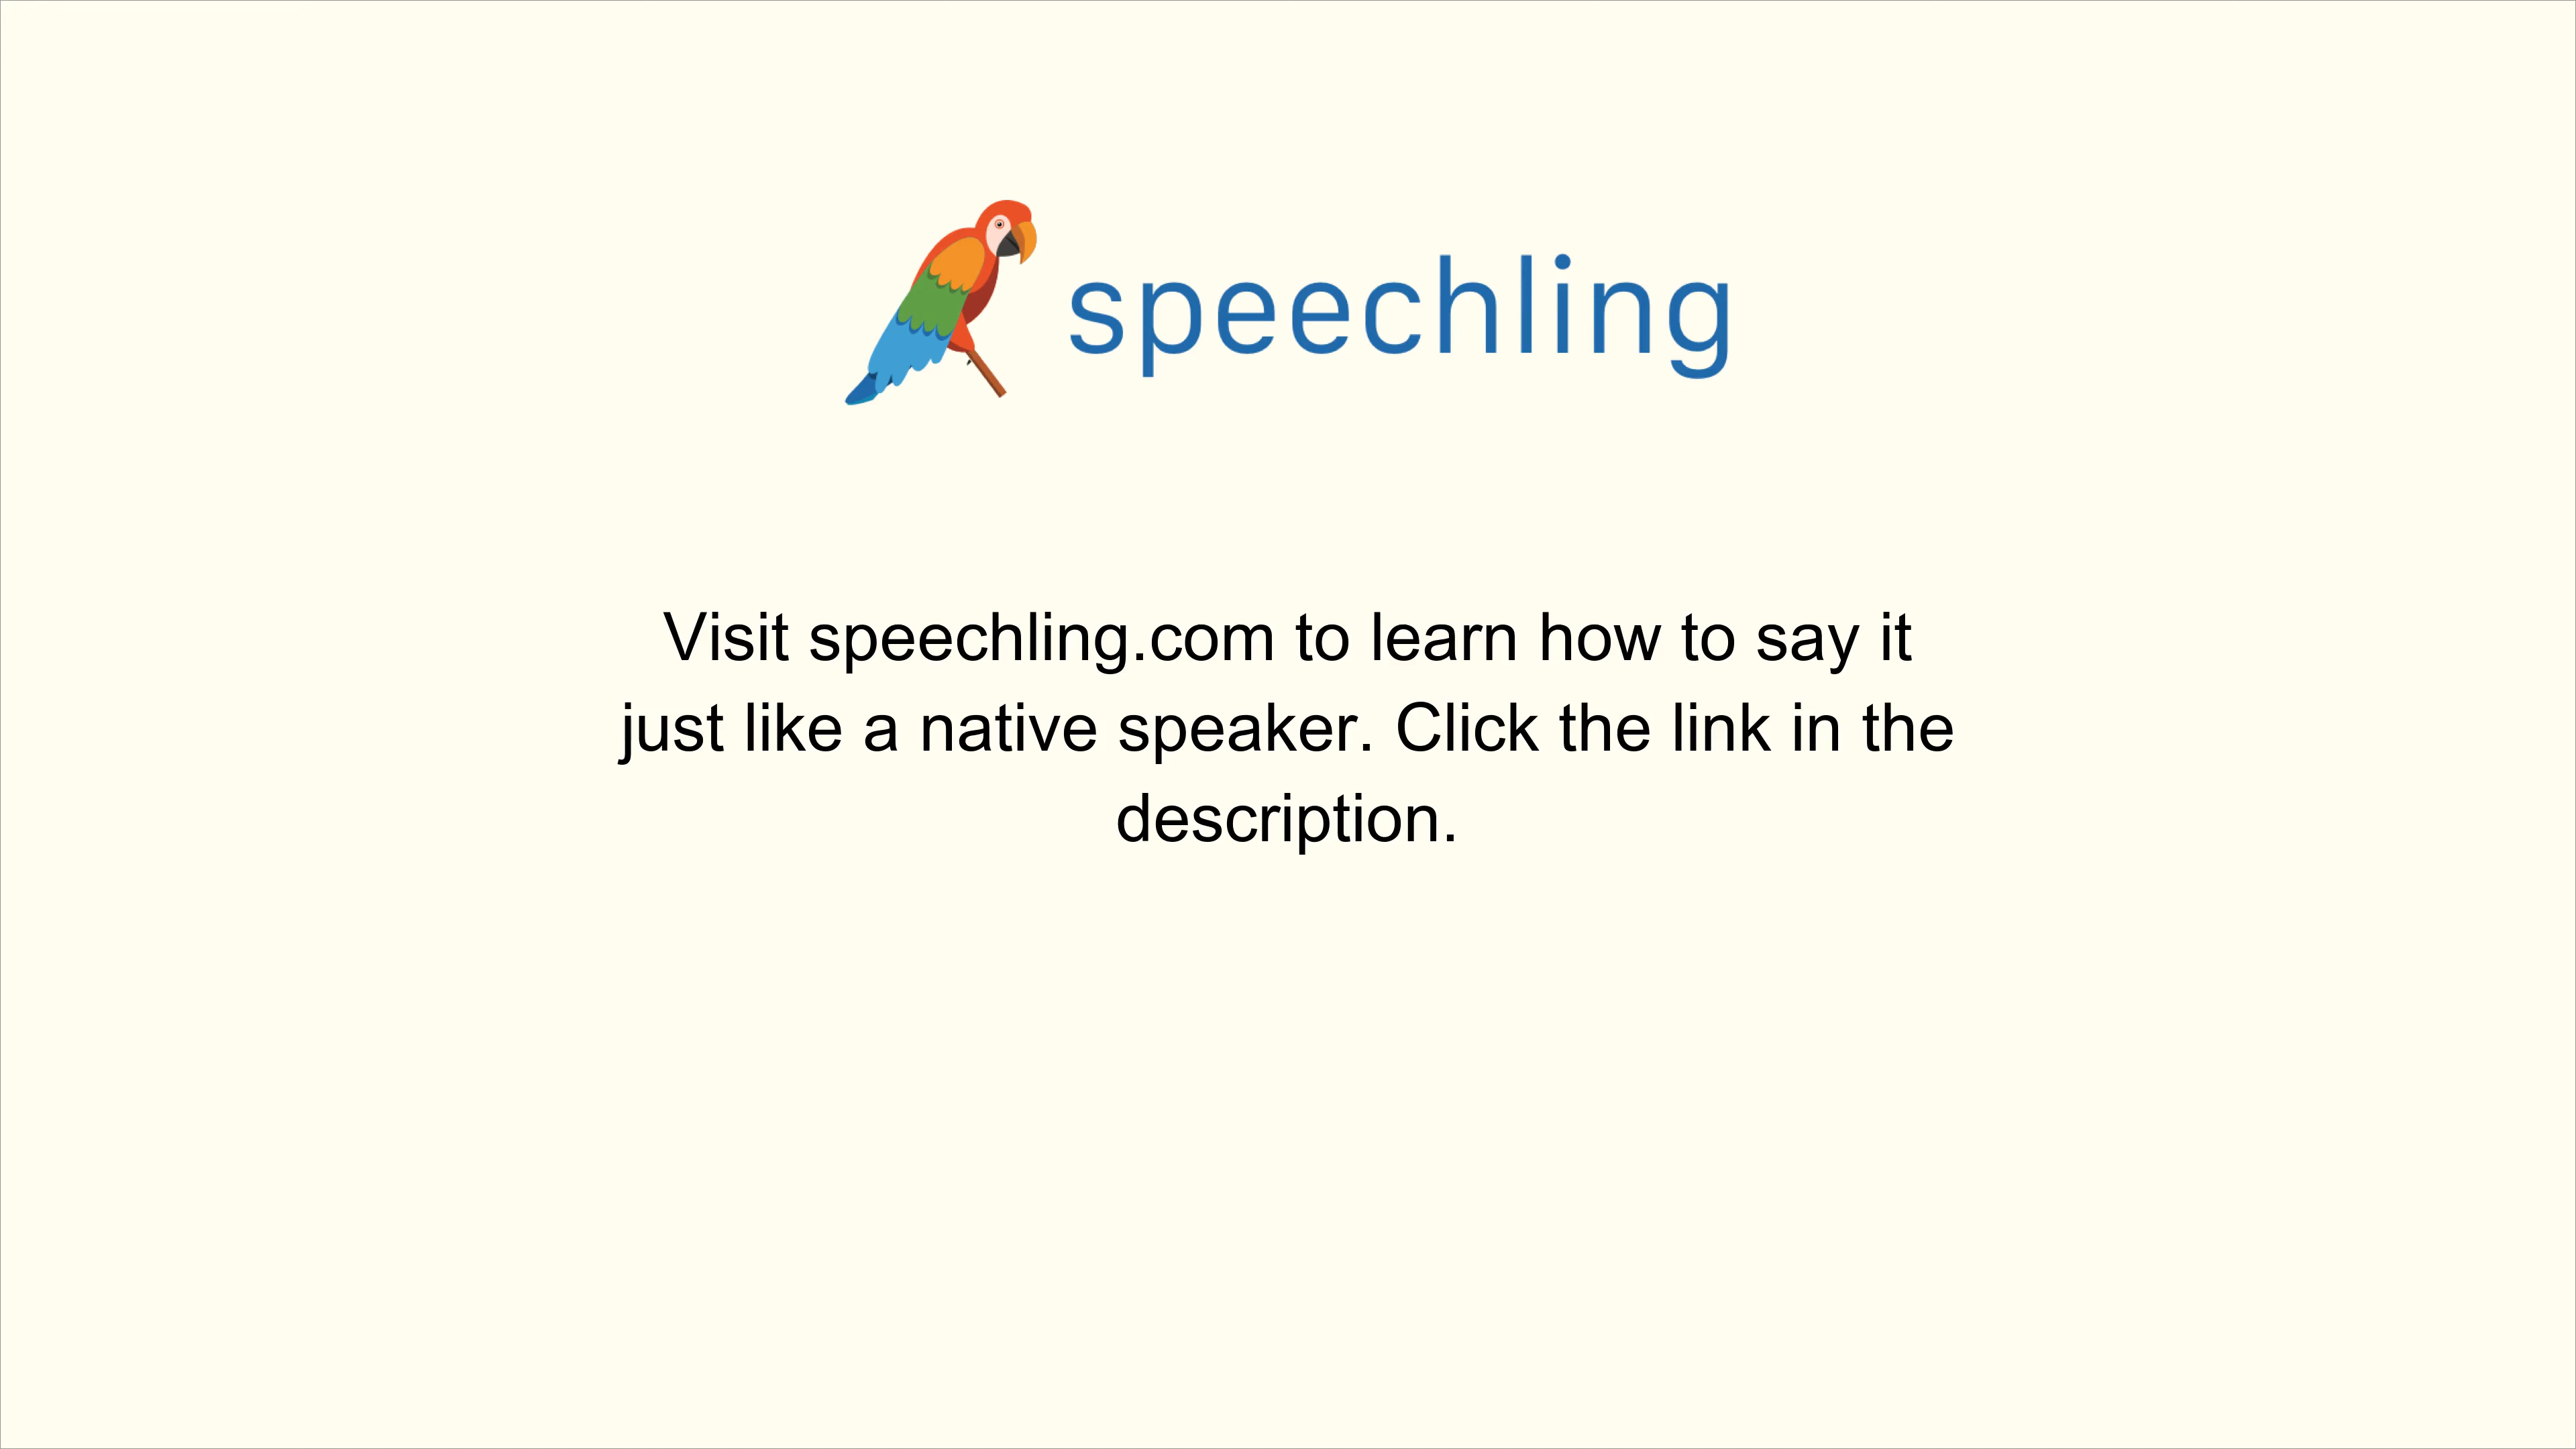 speechling
Visit speechling.com to learn how to say it
just like a native speaker. Click the link in the
description.